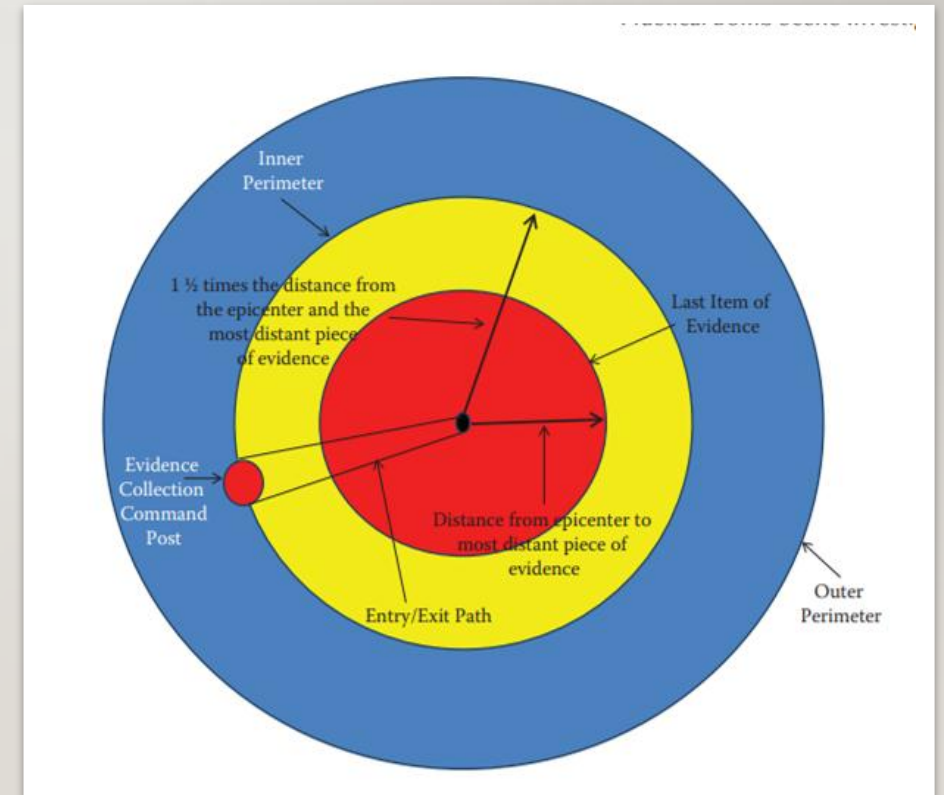 Inner
Perimeter
1 ½ times the distance from
the epicenter and the
most distant piece
of evidence
Last Item of
Evidence
Evidence
Collection
Command
Post
Distance from epicenter to
most distant piece of
evidence
Entry/Exit Path
Outer
Perimeter